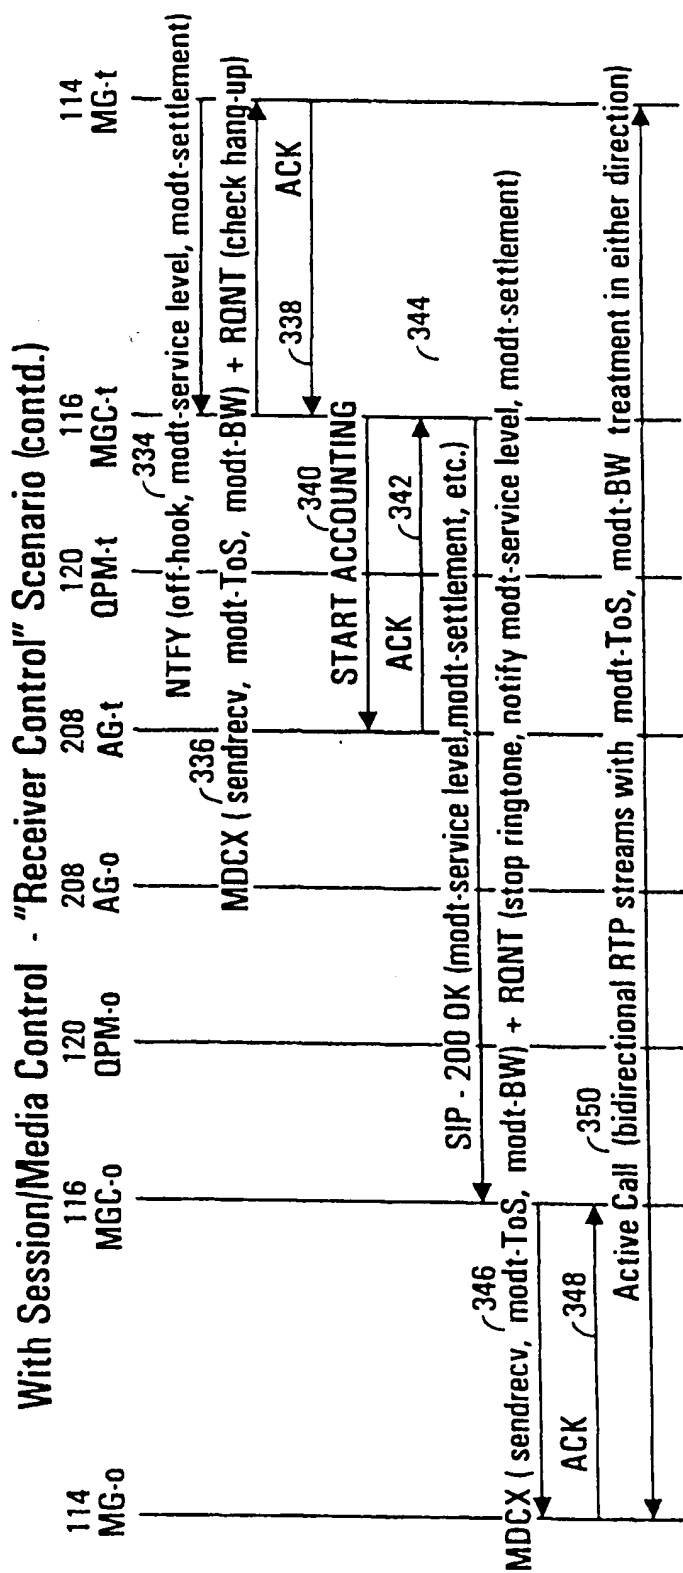 With Session/Media Control - "Receiver Control" Scenario (contd.)
114 116 120 208 208 120 116 114
MG-o MGC-o QPM-o AG-o AG-t QPM-t MGC-t MG-t
334
NTFY (off-hook, modt-service level, modt-settlement)
336
MDCX ( sendrecv, modt-ToS, modt-BW) + RQNT (check hang-up)
338
ACK
340
START ACCOUNTING
342
ACK
344
SIP - 200 OK (modt-service level,modt-settlement, etc.)
346
MDCX ( sendrecv, modt-ToS, modt-BW) + RQNT (stop ringtone, notify modt-service level, modt-settlement)
348
ACK
350
Active Call (bidirectional RTP streams with modt-ToS, modt-BW treatment in either direction)